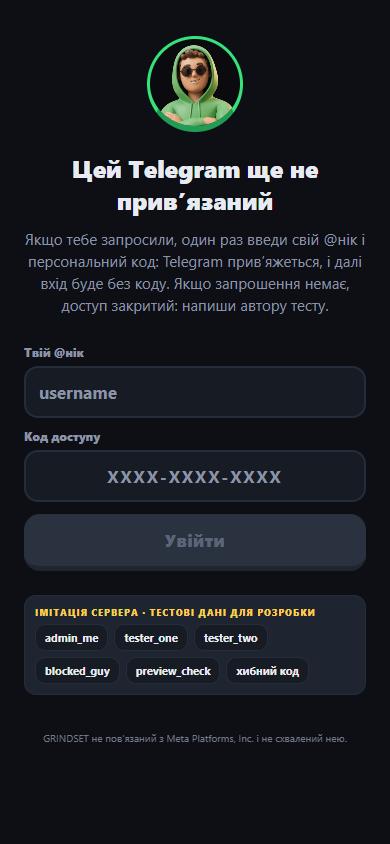 Цей Telegram ще не
прив’язаний
Якщо тебе запросили, один раз введи свій @нік і
персональний код: Telegram прив’яжеться, і далі
вхід буде без коду. Якщо запрошення немає,
доступ закритий: напиши автору тесту.
Твій @нік
username
Код доступу
XXXX-XXXX-XXXX
Увійти
ІМІТАЦІЯ СЕРВЕРА · ТЕСТОВІ ДАНІ ДЛЯ РОЗРОБКИ
admin_me tester_one tester_two
blocked_guy preview_check хибний код
GRINDSET не пов’язаний з Meta Platforms, Inc. і не схвалений нею.